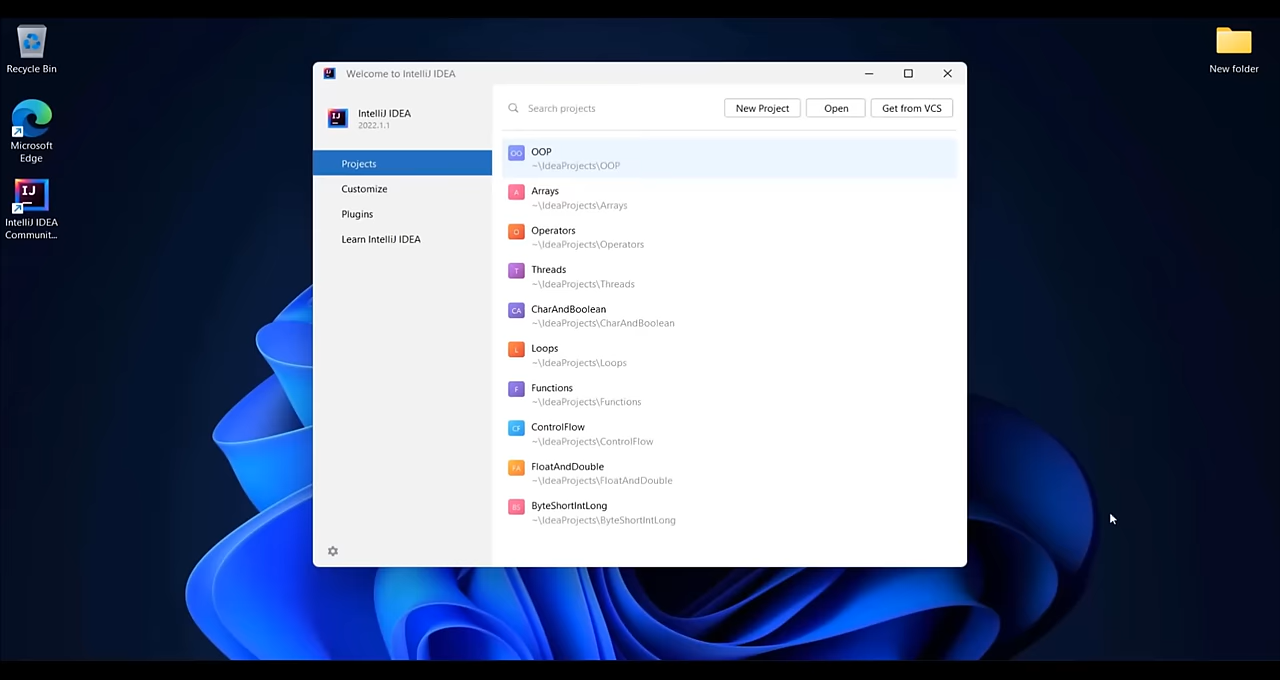 Recycle Bin
Microsoft
Edge
IJ
IntelliJ IDEA
Communit...
New folder
IJ
Welcome to IntelliJ IDEA
IJ
IntelliJ IDEA
2022.1.1
Projects
Customize
Plugins
Learn IntelliJ IDEA
Search projects
New Project
Open
Get from VCS
OO
OOP
~\IdeaProjects\OOP
A
Arrays
~\IdeaProjects\Arrays
O
Operators
~\IdeaProjects\Operators
T
Threads
~\IdeaProjects\Threads
CA
CharAndBoolean
~\IdeaProjects\CharAndBoolean
L
Loops
~\IdeaProjects\Loops
F
Functions
~\IdeaProjects\Functions
CF
ControlFlow
~\IdeaProjects\ControlFlow
FA
FloatAndDouble
~\IdeaProjects\FloatAndDouble
BS
ByteShortIntLong
~\IdeaProjects\ByteShortIntLong